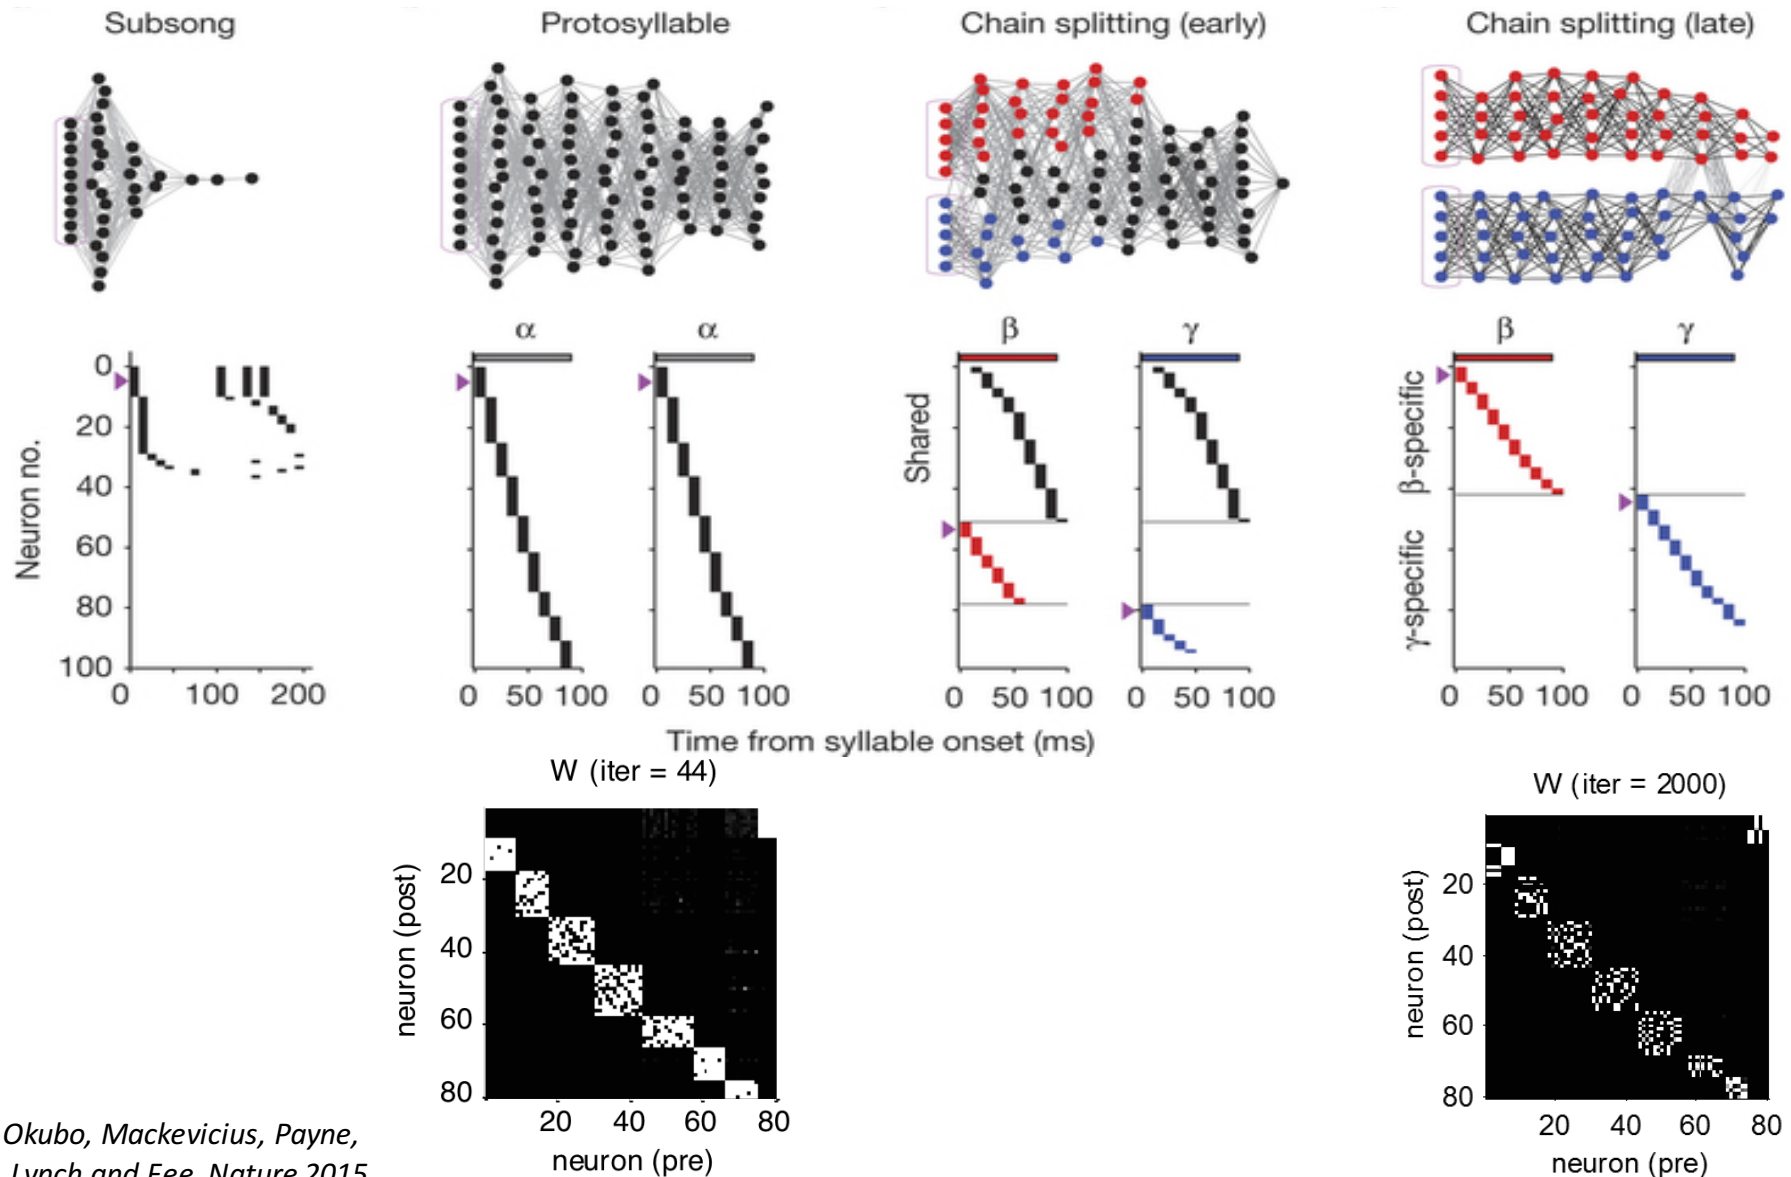 Subsong
Protosyllable
Chain splitting (early)
Chain splitting (late)
α
α
β
γ
β
γ
Neuron no.
0
20
40
60
80
100
Shared
β-specific
γ-specific
0 100 200
0 50 100
0 50 100
0 50 100
0 50 100
0 50 100
0 50 100
Time from syllable onset (ms)
W (iter = 44)
neuron (post)
20
40
60
80
20 40 60 80
neuron (pre)
W (iter = 2000)
neuron (post)
20
40
60
80
20 40 60 80
neuron (pre)
Okubo, Mackevicius, Payne,
Lynch and Fee, Nature 2015